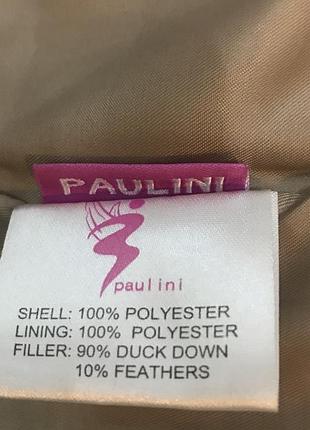 PAULINI
paulini
SHELL: 100% POLYESTER
LINING: 100% POLYESTER
FILLER: 90% DUCK DOWN
10% FEATHERS